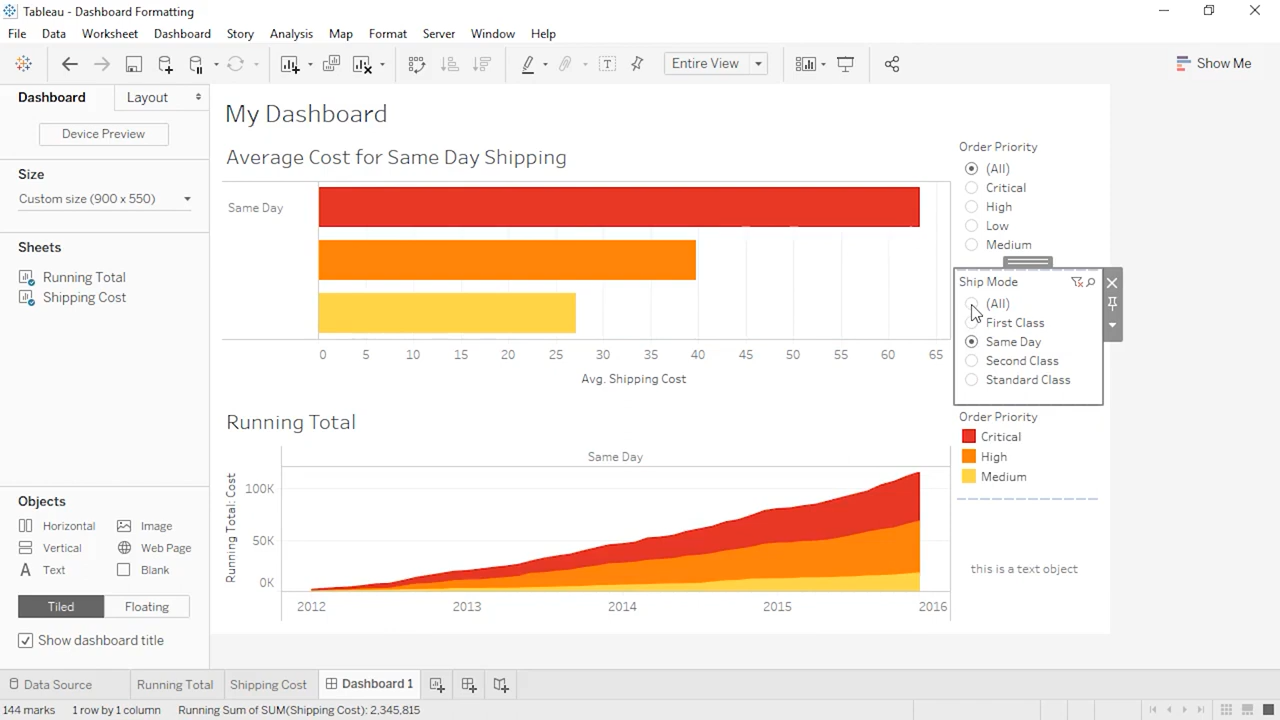 Tableau - Dashboard Formatting
File Data Worksheet Dashboard Story Analysis Map Format Server Window Help
Entire View
Show Me
Dashboard Layout
Device Preview
Size
Custom size (900 x 550)
Sheets
Running Total
Shipping Cost
Objects
Horizontal Image
Vertical Web Page
A Text Blank
Tiled Floating
Show dashboard title
My Dashboard
Average Cost for Same Day Shipping
Same Day
0 5 10 15 20 25 30 35 40 45 50 55 60 65
Avg. Shipping Cost
Running Total
Same Day
Running Total: Cost
100K
50K
0K
2012 2013 2014 2015 2016
Order Priority
(All)
Critical
High
Low
Medium
Ship Mode
(All)
First Class
Same Day
Second Class
Standard Class
Order Priority
Critical
High
Medium
this is a text object
Data Source Running Total Shipping Cost Dashboard 1
144 marks 1 row by 1 column Running Sum of SUM(Shipping Cost): 2,345,815